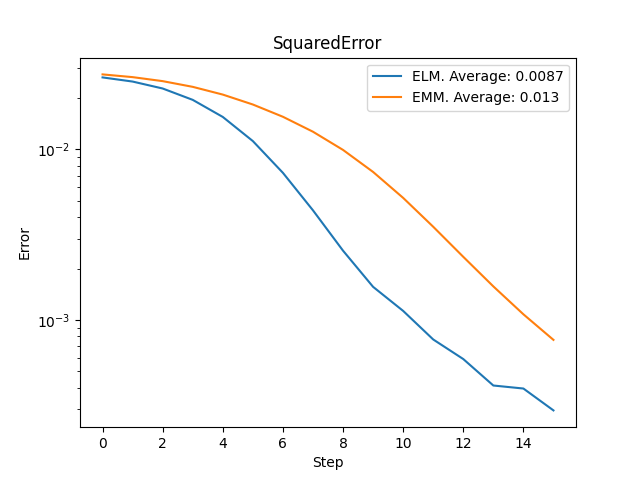 SquaredError
ELM. Average: 0.0087
EMM. Average: 0.013
Error
10⁻²
10⁻³
0 2 4 6 8 10 12 14
Step